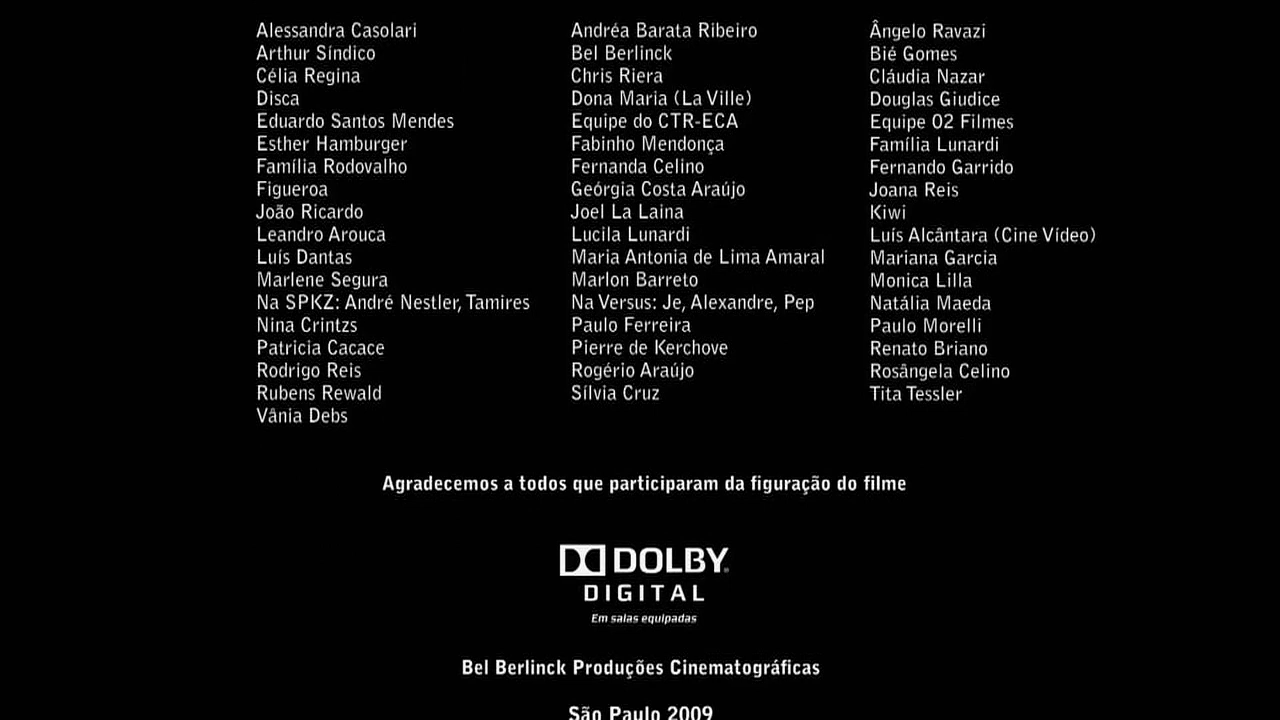 Alessandra Casolari Andréa Barata Ribeiro Ângelo Ravazi
Arthur Síndico Bel Berlinck Bié Gomes
Célia Regina Chris Riera Cláudia Nazar
Disca Dona Maria (La Ville) Douglas Giudice
Eduardo Santos Mendes Equipe do CTR-ECA Equipe O2 Filmes
Esther Hamburger Fabinho Mendonça Família Lunardi
Família Rodovalho Fernanda Celino Fernando Garrido
Figueroa Geórgia Costa Araújo Joana Reis
João Ricardo Joel La Laina Kiwi
Leandro Arouca Lucila Lunardi Luís Alcântara (Cine Vídeo)
Luís Dantas Maria Antonia de Lima Amaral Mariana Garcia
Marlene Segura Marlon Barreto Monica Lilla
Na SPKZ: André Nestler, Tamires Na Versus: Je, Alexandre, Pep Natália Maeda
Nina Crintzs Paulo Ferreira Paulo Morelli
Patricia Cacace Pierre de Kerchove Renato Briano
Rodrigo Reis Rogério Araújo Rosângela Celino
Rubens Rewald Sílvia Cruz Tita Tessler
Vânia Debs
Agradecemos a todos que participaram da figuração do filme
DOLBY
DIGITAL
Em salas equipadas
Bel Berlinck Produções Cinematográficas
São Paulo 2009